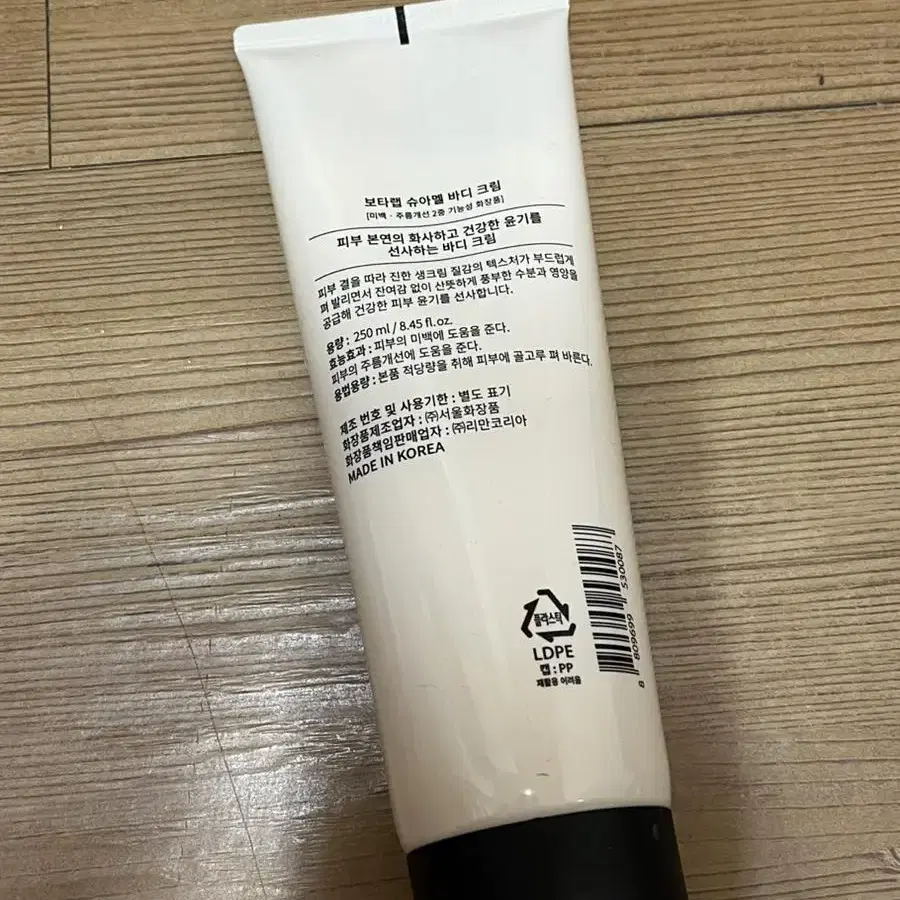 보타랩 슈아멜 바디 크림
[미백 · 주름개선 2중 기능성 화장품]
피부 본연의 화사하고 건강한 윤기를
선사하는 바디 크림
피부 결을 따라 진한 생크림 질감의 텍스처가 부드럽게
펴 발리면서 잔여감 없이 산뜻하게 풍부한 수분과 영양을
공급해 건강한 피부 윤기를 선사합니다.
용량 : 250 ml / 8.45 fl.oz.
효능효과 : 피부의 미백에 도움을 준다.
피부의 주름개선에 도움을 준다.
용법용량 : 본품 적당량을 취해 피부에 골고루 펴 바른다.
제조 번호 및 사용기한 : 별도 표기
화장품제조업자 : ㈜서울화장품
화장품책임판매업자 : ㈜리만코리아
MADE IN KOREA
플라스틱
LDPE
캡 : PP
재활용 어려움
8 809699 530087